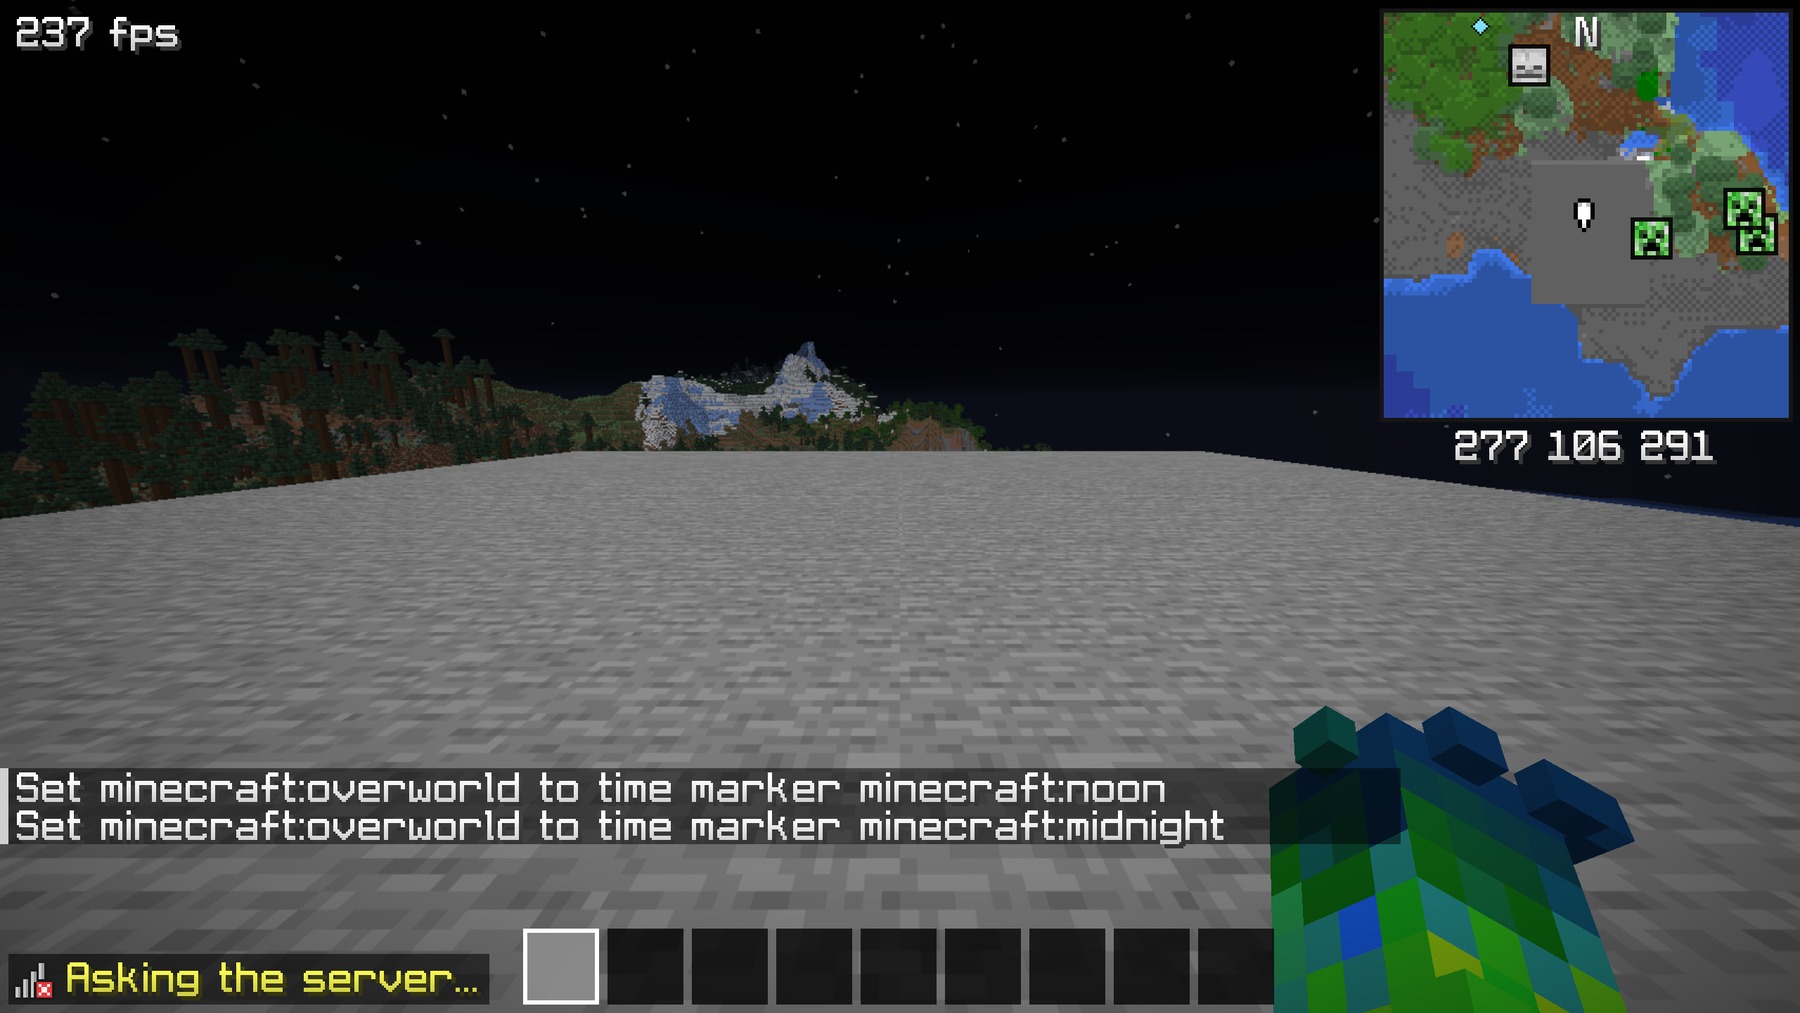 237 fps
N
277 106 291
Set minecraft:overworld to time marker minecraft:noon
Set minecraft:overworld to time marker minecraft:midnight
Asking the server...